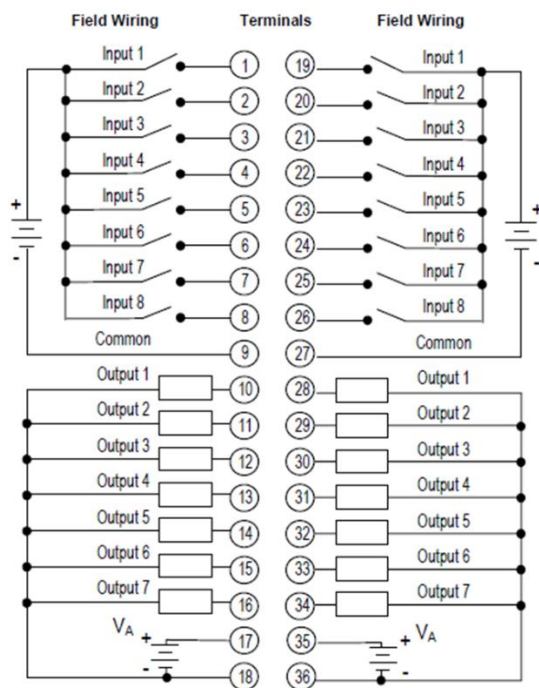 Field Wiring Terminals Field Wiring
Input 1 1 19 Input 1
Input 2 2 20 Input 2
Input 3 3 21 Input 3
Input 4 4 22 Input 4
+ Input 5 5 23 Input 5 +
- Input 6 6 24 Input 6 -
Input 7 7 25 Input 7
Input 8 8 26 Input 8
Common 9 27 Common
Output 1 10 28 Output 1
Output 2 11 29 Output 2
Output 3 12 30 Output 3
Output 4 13 31 Output 4
Output 5 14 32 Output 5
Output 6 15 33 Output 6
Output 7 16 34 Output 7
VA + 17 35 + VA
- 18 36 -